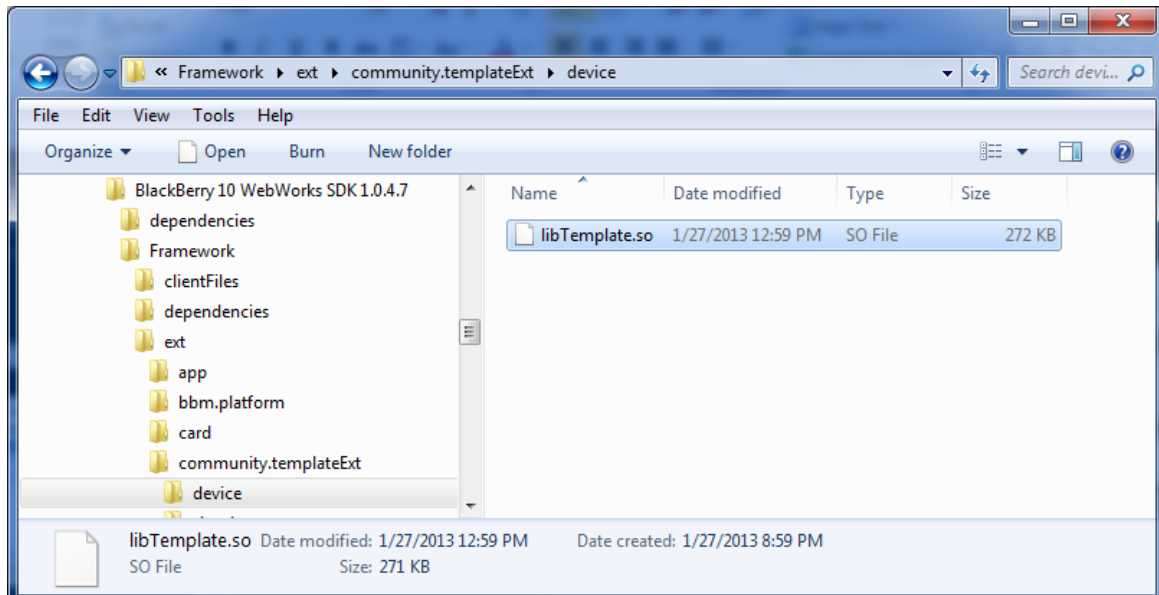 « Framework ▸ ext ▸ community.templateExt ▸ device
Search devi...
File Edit View Tools Help
Organize Open Burn New folder
BlackBerry 10 WebWorks SDK 1.0.4.7
dependencies
Framework
clientFiles
dependencies
ext
app
bbm.platform
card
community.templateExt
device
Name Date modified Type Size
libTemplate.so 1/27/2013 12:59 PM SO File 272 KB
libTemplate.so Date modified: 1/27/2013 12:59 PM Date created: 1/27/2013 8:59 PM
SO File Size: 271 KB